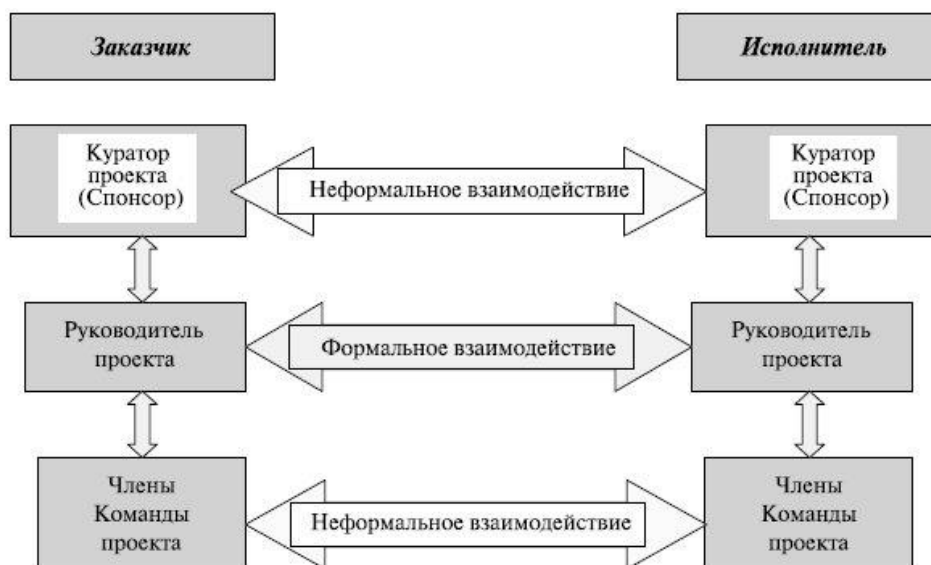 Заказчик
Исполнитель
Куратор
проекта
(Спонсор)
Неформальное взаимодействие
Куратор
проекта
(Спонсор)
Руководитель
проекта
Формальное взаимодействие
Руководитель
проекта
Члены
Команды
проекта
Неформальное взаимодействие
Члены
Команды
проекта